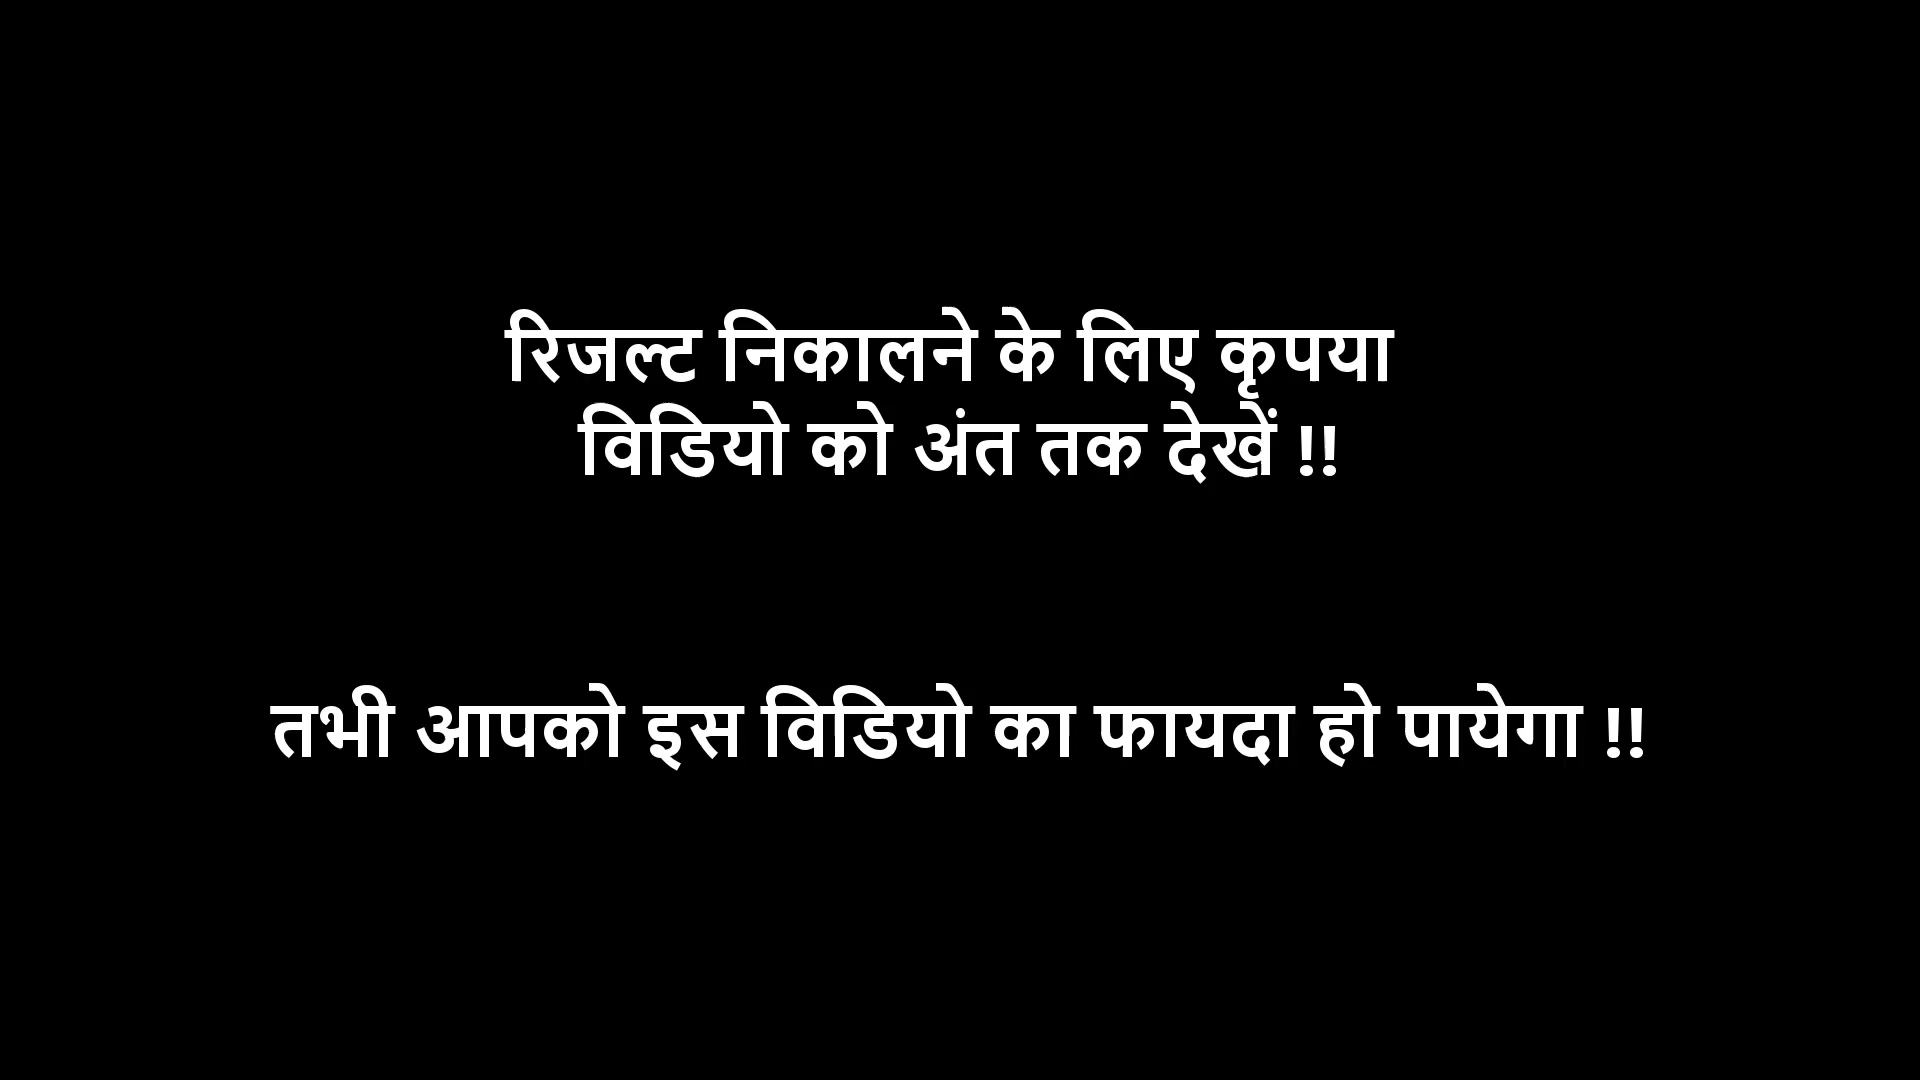 रिजल्ट निकालने के लिए कृपया
विडियो को अंत तक देखें !!
तभी आपको इस विडियो का फायदा हो पायेगा !!